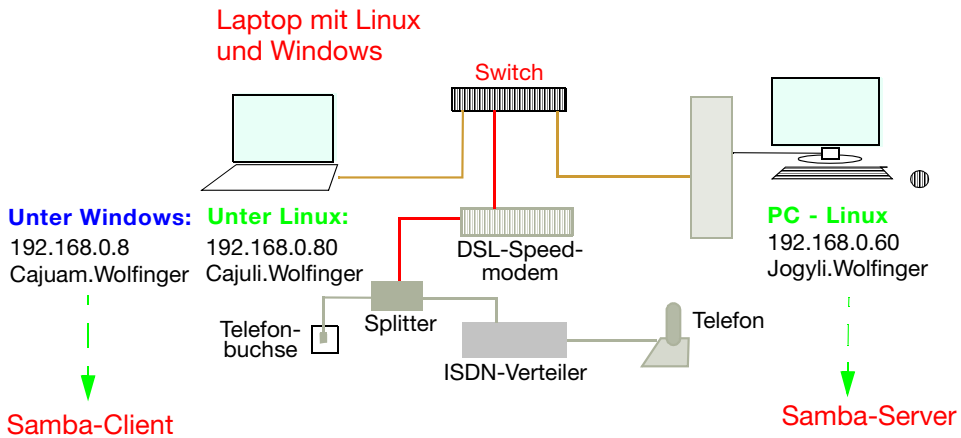 Laptop mit Linux
und Windows
Switch
Unter Windows:
192.168.0.8
Cajuam.Wolfinger
Unter Linux:
192.168.0.80
Cajuli.Wolfinger
DSL-Speed-
modem
PC - Linux
192.168.0.60
Jogyli.Wolfinger
Telefon-
buchse
Splitter
ISDN-Verteiler
Telefon
Samba-Client
Samba-Server